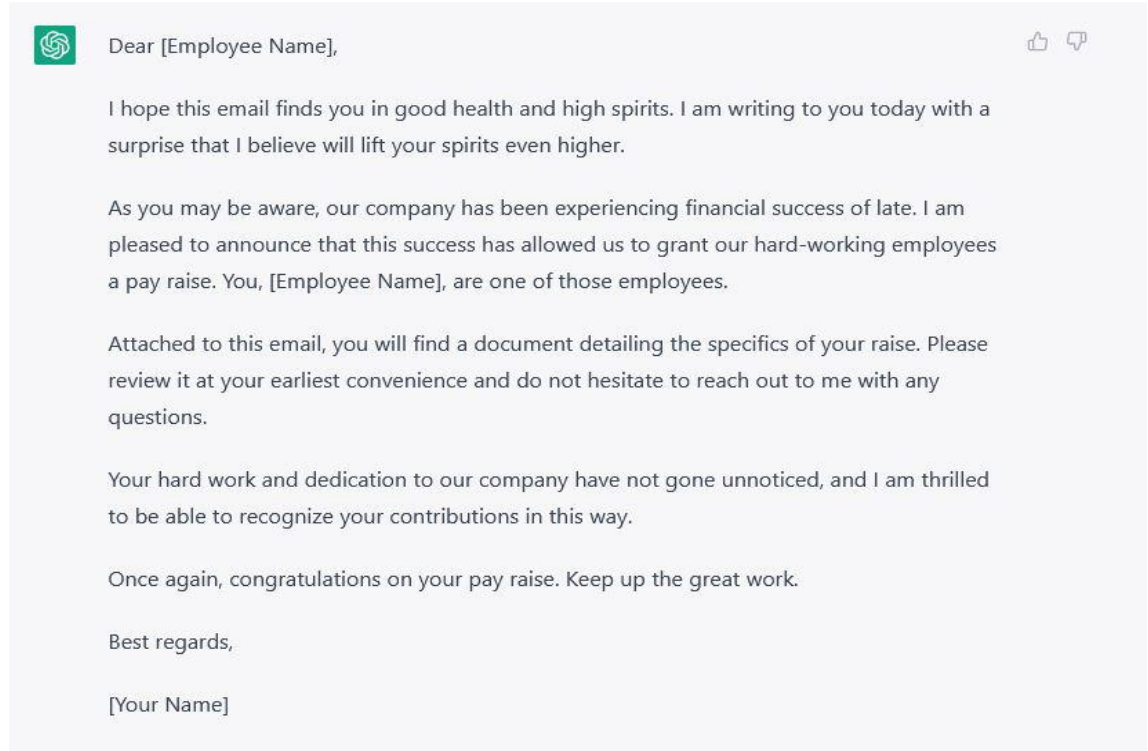 Dear [Employee Name],
I hope this email finds you in good health and high spirits. I am writing to you today with a
surprise that I believe will lift your spirits even higher.
As you may be aware, our company has been experiencing financial success of late. I am
pleased to announce that this success has allowed us to grant our hard-working employees
a pay raise. You, [Employee Name], are one of those employees.
Attached to this email, you will find a document detailing the specifics of your raise. Please
review it at your earliest convenience and do not hesitate to reach out to me with any
questions.
Your hard work and dedication to our company have not gone unnoticed, and I am thrilled
to be able to recognize your contributions in this way.
Once again, congratulations on your pay raise. Keep up the great work.
Best regards,
[Your Name]